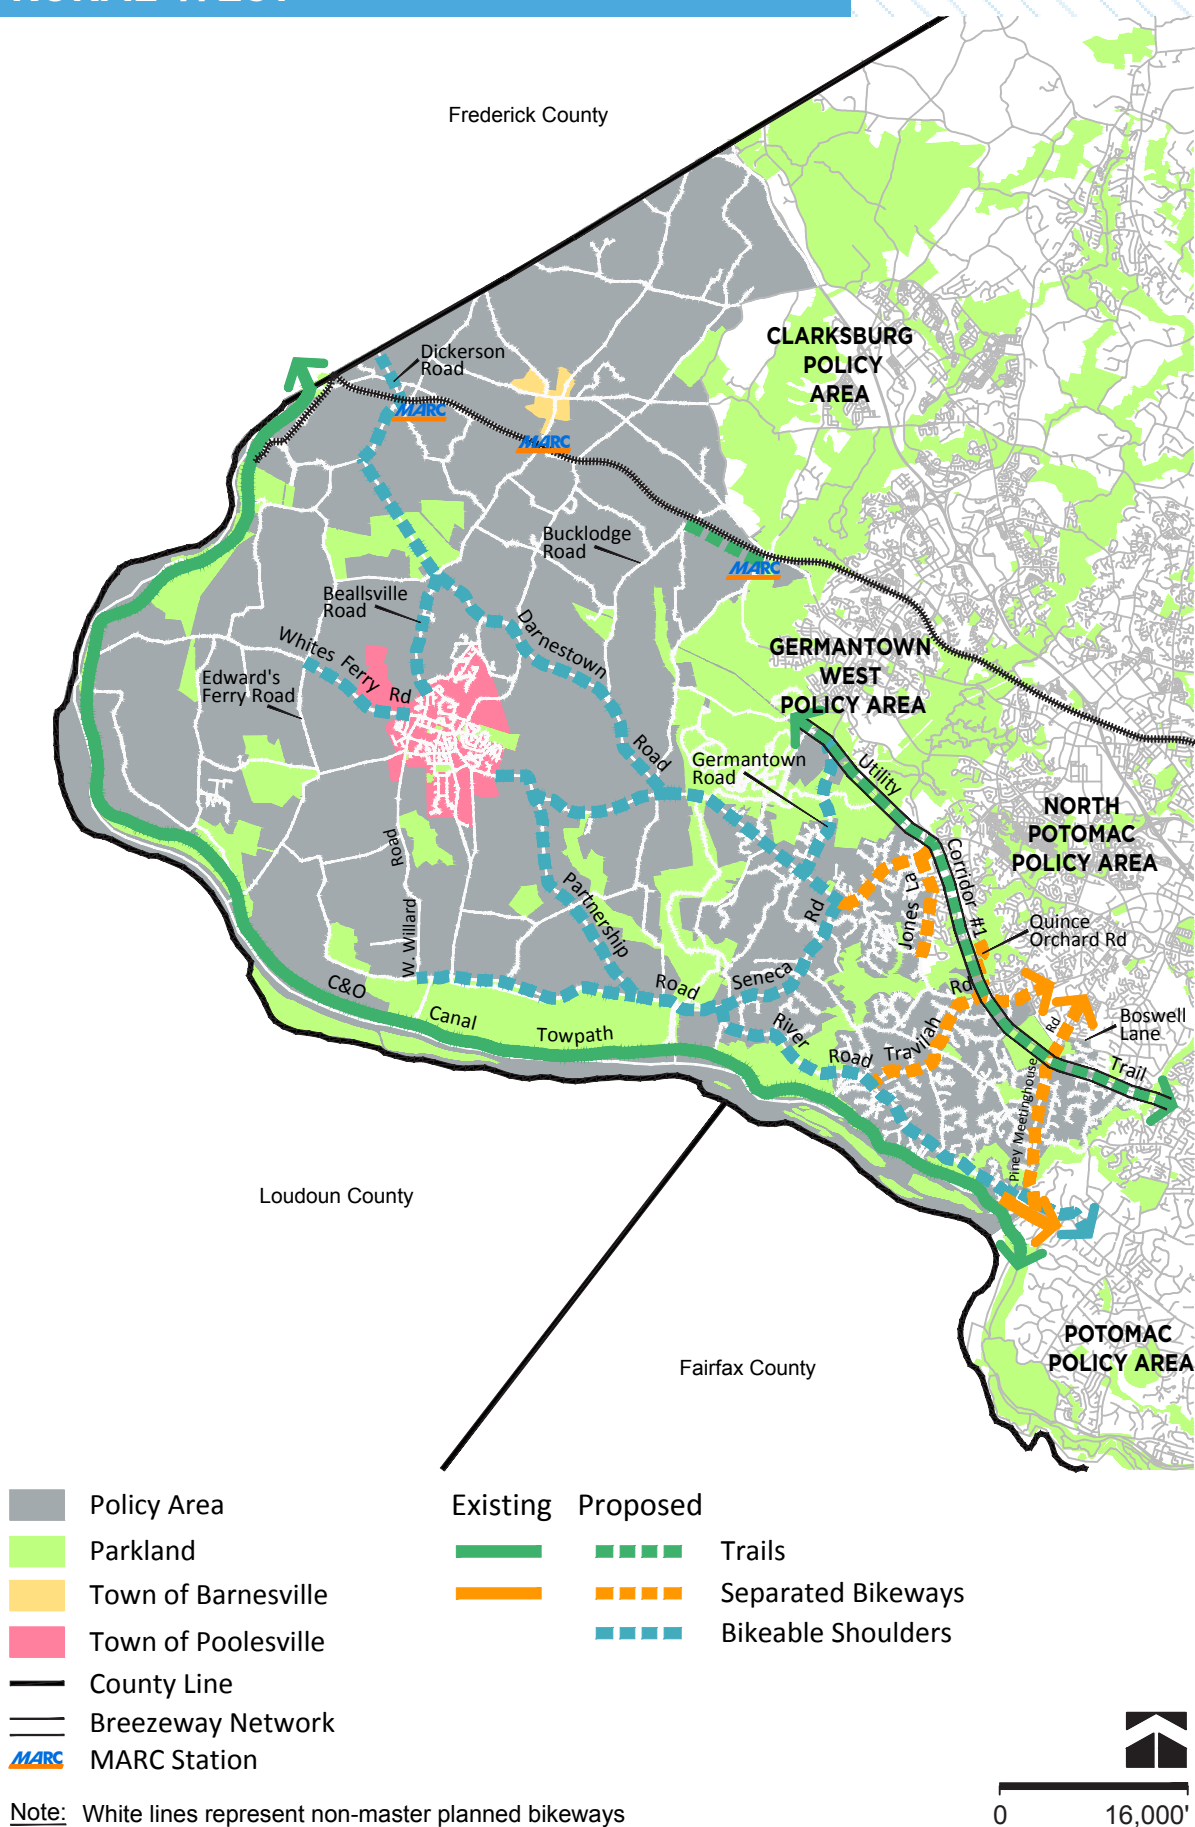 RURAL WEST
Frederick County
CLARKSBURG
POLICY
AREA
Dickerson
Road
MARC
MARC
Bucklodge
Road
MARC
Beallsville
Road
Whites Ferry Rd
Darnestown
Road
Edward's
Ferry Road
GERMANTOWN
WEST
POLICY AREA
Germantown
Road
Utility
Corridor #1
Trail
NORTH
POTOMAC
POLICY AREA
W. Willard
Road
Partnership
Road
Jones La
Quince
Orchard Rd
Seneca
Rd
C&O
Canal
Towpath
River
Road
Travilah
Rd
Boswell
Lane
Piney Meetinghouse
Rd
Loudoun County
Fairfax County
POTOMAC
POLICY AREA
Policy Area
Parkland
Town of Barnesville
Town of Poolesville
County Line
Breezeway Network
MARC MARC Station
Existing Proposed
Trails
Separated Bikeways
Bikeable Shoulders
Note: White lines represent non-master planned bikeways
0 16,000'